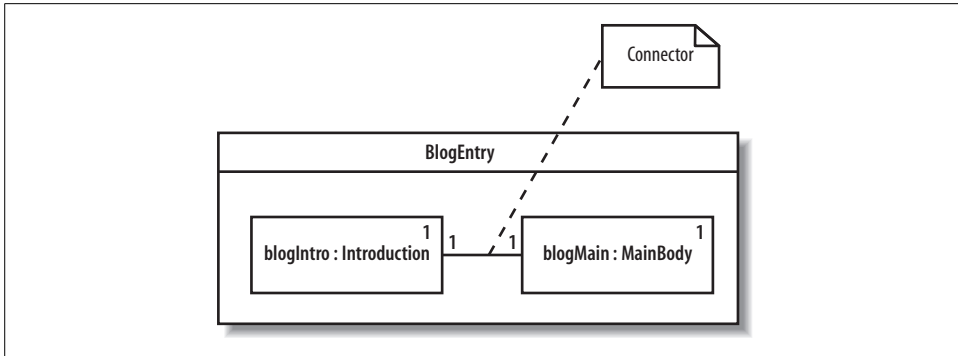 Connector
BlogEntry
1
1
blogIntro : Introduction
1
1
blogMain : MainBody